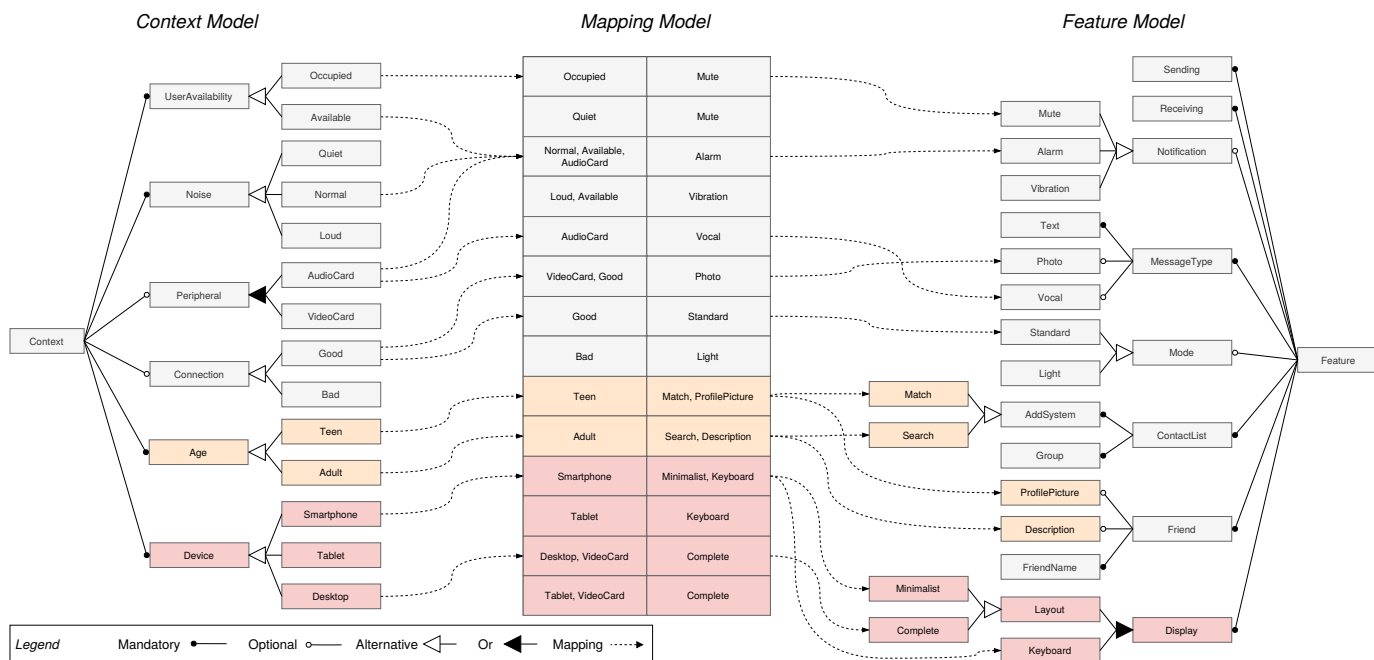 Context Model
Mapping Model
Feature Model
Context
UserAvailability
Occupied
Available
Noise
Quiet
Normal
Loud
Peripheral
AudioCard
VideoCard
Connection
Good
Bad
Age
Teen
Adult
Device
Smartphone
Tablet
Desktop
Occupied
Mute
Quiet
Mute
Normal, Available,
AudioCard
Alarm
Loud, Available
Vibration
AudioCard
Vocal
VideoCard, Good
Photo
Good
Standard
Bad
Light
Teen
Match, ProfilePicture
Adult
Search, Description
Smartphone
Minimalist, Keyboard
Tablet
Keyboard
Desktop, VideoCard
Complete
Tablet, VideoCard
Complete
Sending
Receiving
Mute
Alarm
Vibration
Notification
Text
Photo
Vocal
MessageType
Standard
Light
Mode
Feature
Match
Search
AddSystem
Group
ContactList
ProfilePicture
Description
FriendName
Friend
Minimalist
Complete
Layout
Keyboard
Display
Legend
Mandatory
Optional
Alternative
Or
Mapping